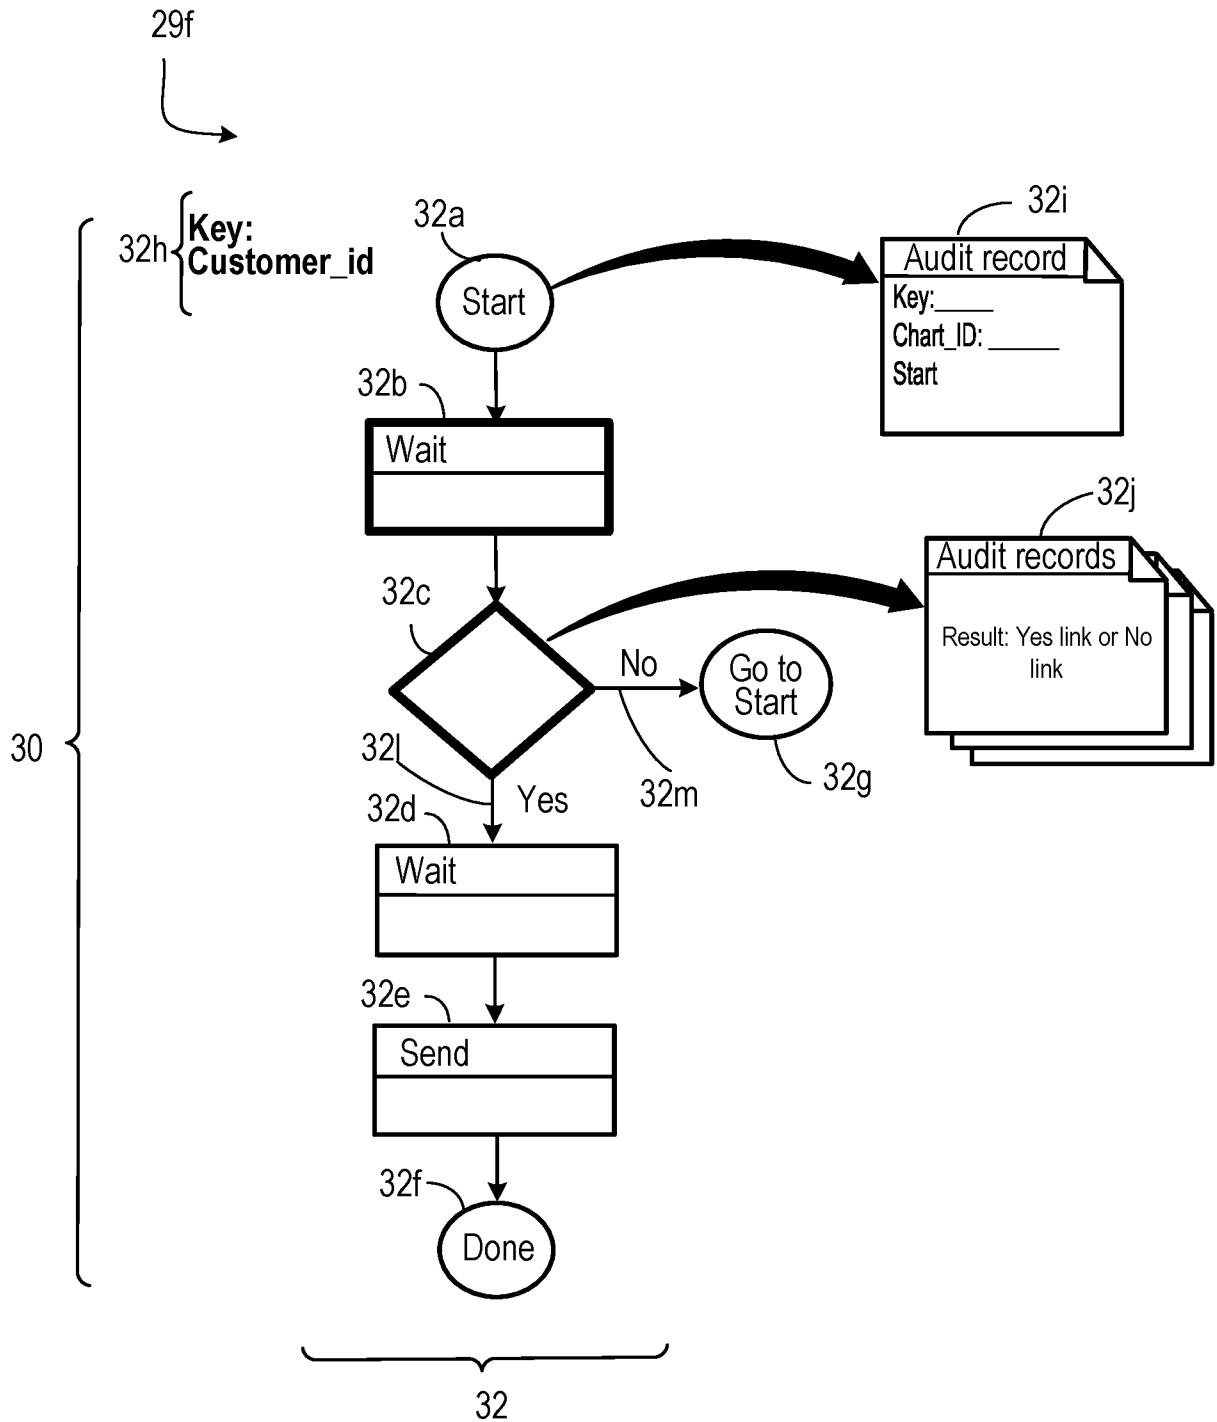 29f
32h
Key:
Customer_id
32a
Start
32i
Audit record
Key:_____
Chart_ID: _____
Start
32b
Wait
32j
Audit records
Result: Yes link or No
link
32c
No
Go to
Start
32m
32g
30
32l
Yes
32d
Wait
32e
Send
32f
Done
32